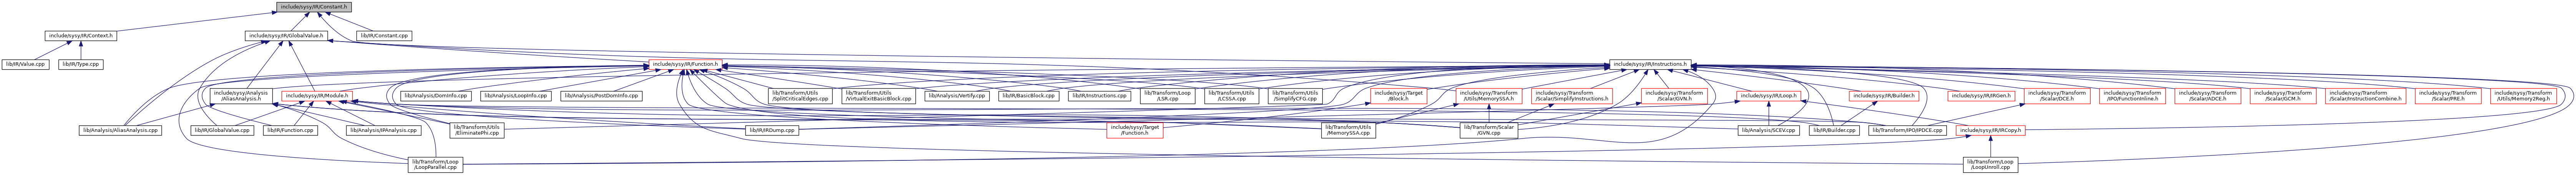 include/sysy/IR/Constant.h
include/sysy/IR/Context.h
include/sysy/IR/GlobalValue.h
lib/IR/Constant.cpp
lib/IR/Value.cpp
lib/IR/Type.cpp
include/sysy/IR/Function.h
include/sysy/IR/Instructions.h
include/sysy/Analysis
/AliasAnalysis.h
include/sysy/IR/Module.h
lib/Analysis/DomInfo.cpp
lib/Analysis/LoopInfo.cpp
lib/Analysis/PostDomInfo.cpp
lib/Transform/Utils
/SplitCriticalEdges.cpp
lib/Transform/Utils
/VirtualExitBasicBlock.cpp
lib/Analysis/Vertify.cpp
lib/IR/BasicBlock.cpp
lib/IR/Instructions.cpp
lib/Transform/Loop
/LSR.cpp
lib/Transform/Utils
/LCSSA.cpp
lib/Transform/Utils
/SimplifyCFG.cpp
include/sysy/Target
/Block.h
include/sysy/Transform
/Utils/MemorySSA.h
include/sysy/Transform
/Scalar/SimplifyInstructions.h
include/sysy/Transform
/Scalar/GVN.h
include/sysy/IR/Loop.h
include/sysy/IR/Builder.h
include/sysy/IR/IRGen.h
include/sysy/Transform
/Scalar/DCE.h
include/sysy/Transform
/IPO/FunctionInline.h
include/sysy/Transform
/Scalar/ADCE.h
include/sysy/Transform
/Scalar/GCM.h
include/sysy/Transform
/Scalar/InstructionCombine.h
include/sysy/Transform
/Scalar/PRE.h
include/sysy/Transform
/Utils/Memory2Reg.h
lib/Analysis/AliasAnalysis.cpp
lib/IR/GlobalValue.cpp
lib/IR/Function.cpp
lib/Analysis/IPAnalysis.cpp
lib/Transform/Utils
/EliminatePhi.cpp
lib/IR/IRDump.cpp
include/sysy/Target
/Function.h
lib/Transform/Utils
/MemorySSA.cpp
lib/Transform/Scalar
/GVN.cpp
lib/Analysis/SCEV.cpp
lib/IR/Builder.cpp
lib/Transform/IPO/IPDCE.cpp
include/sysy/IR/IRCopy.h
lib/Transform/Loop
/LoopParallel.cpp
lib/Transform/Loop
/LoopUnroll.cpp